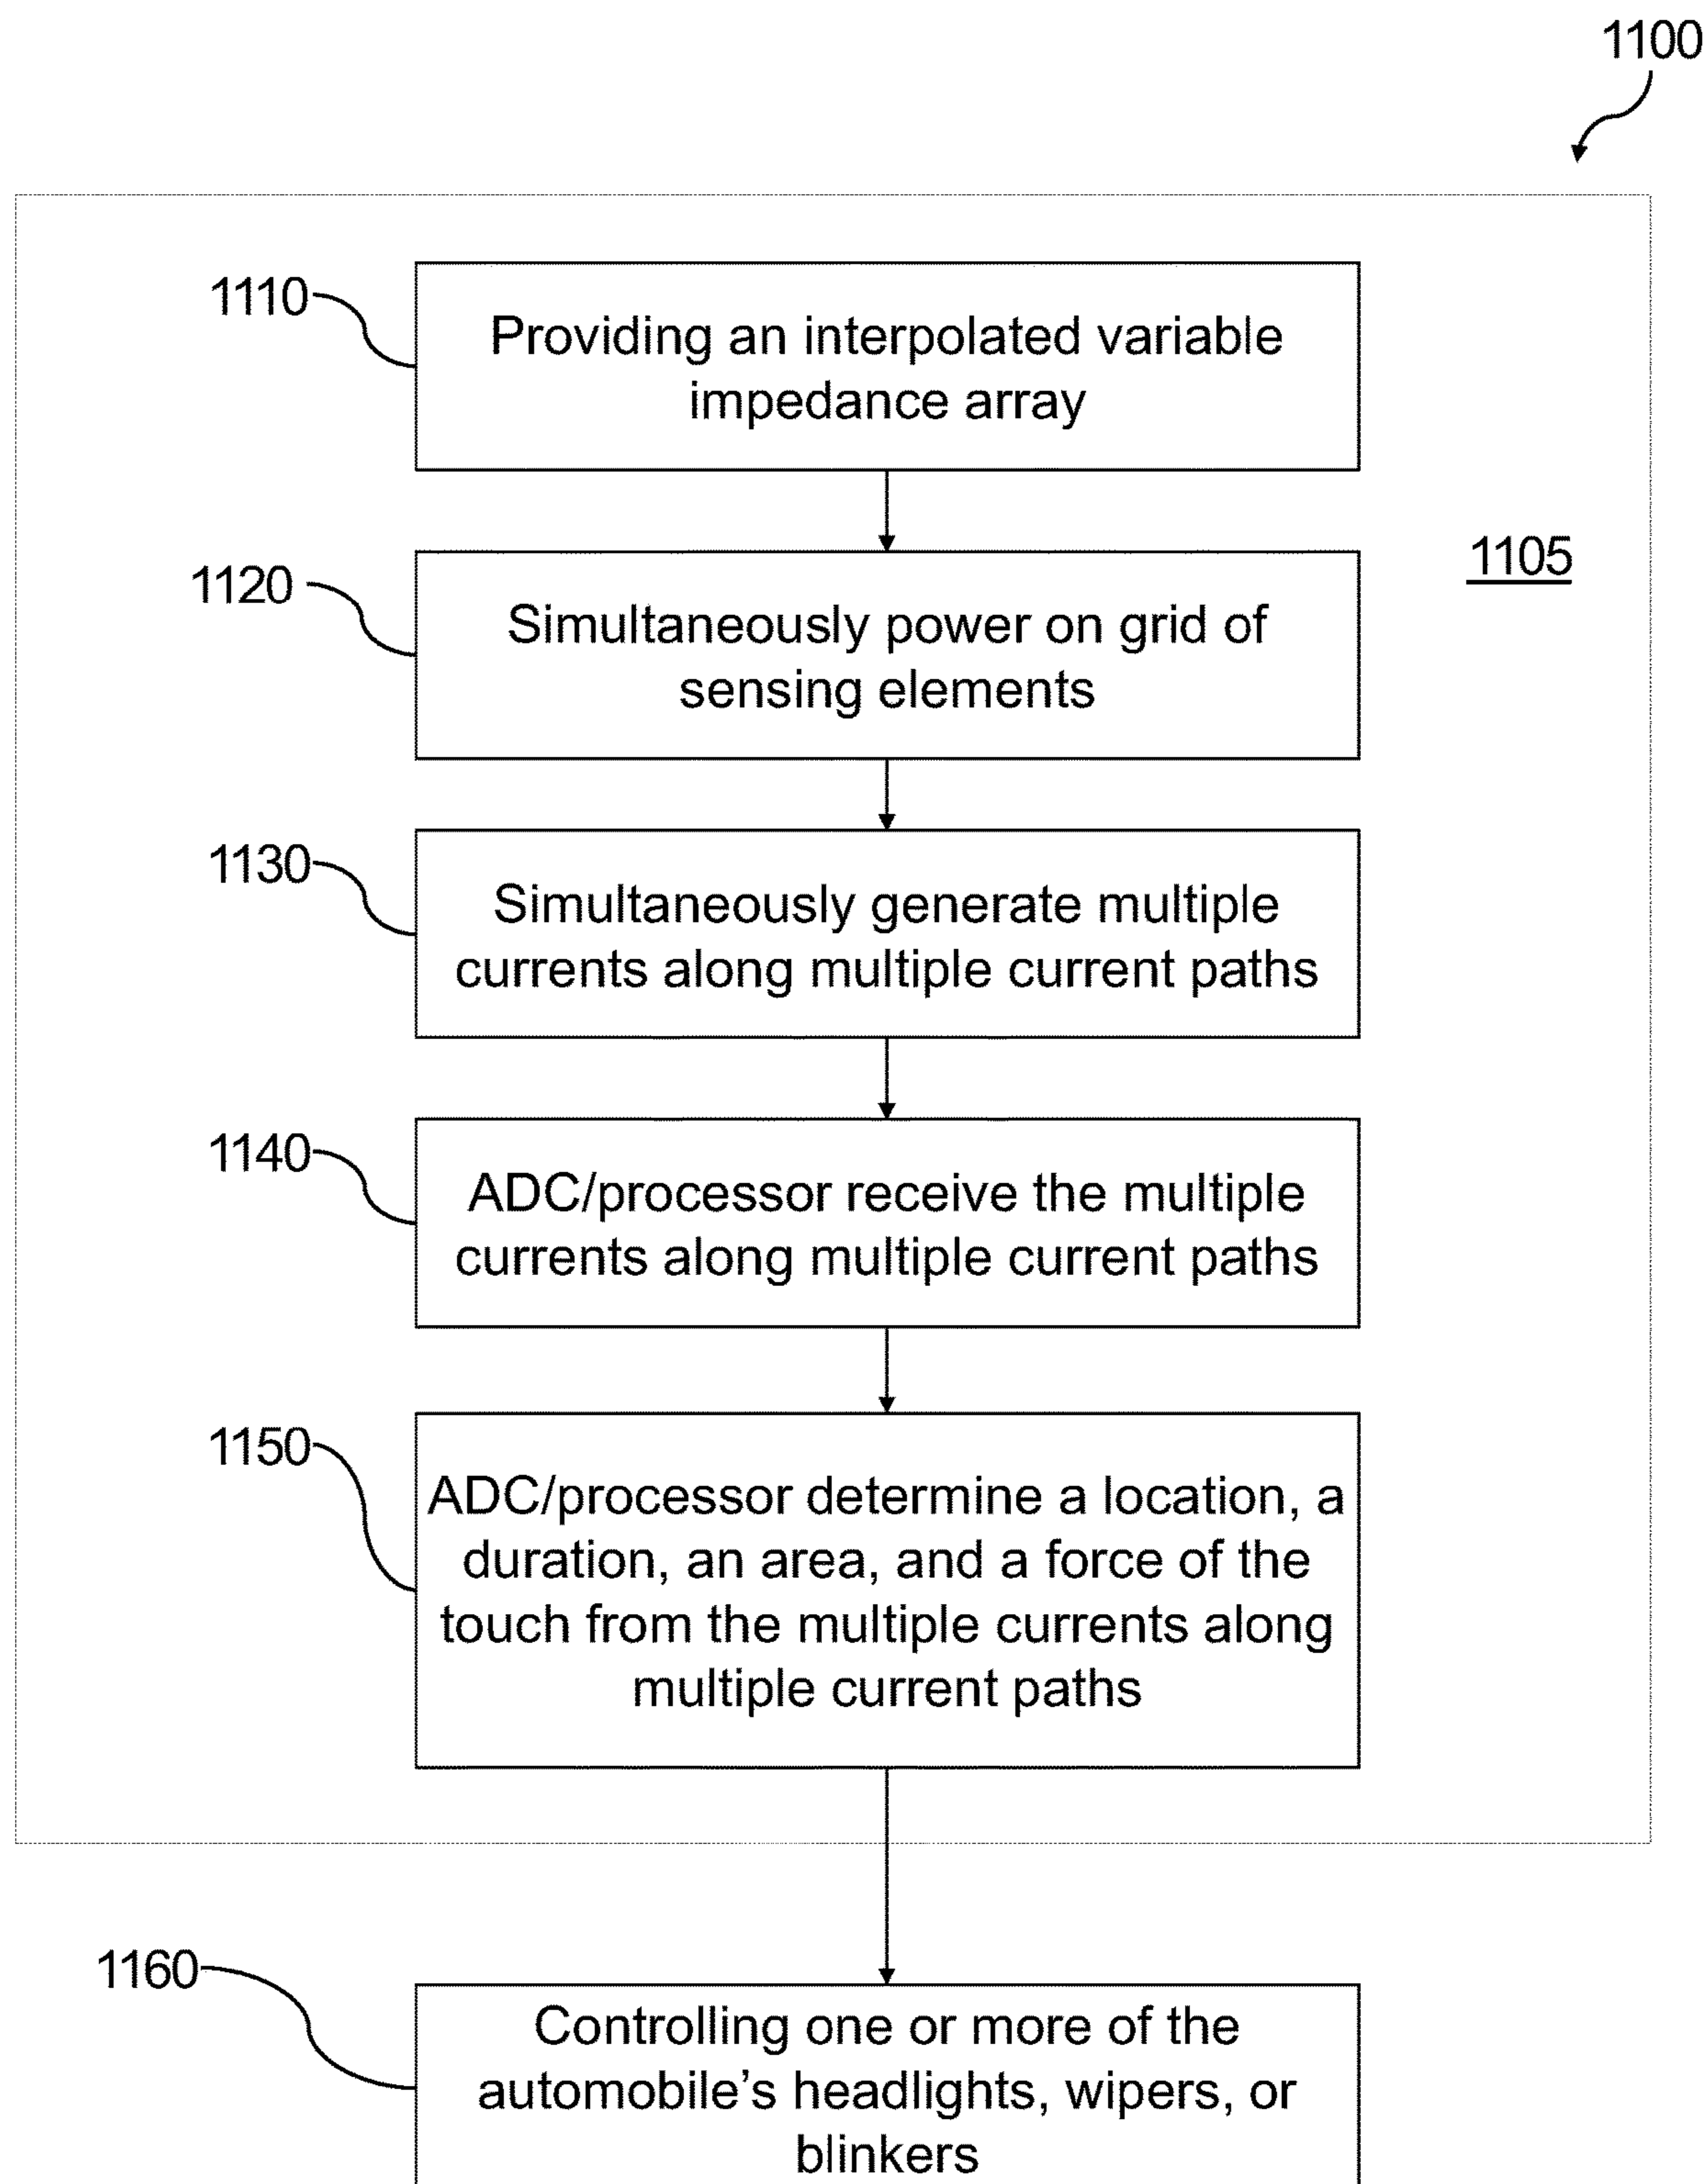 1100
1110
Providing an interpolated variable
impedance array
1105
1120
Simultaneously power on grid of
sensing elements
1130
Simultaneously generate multiple
currents along multiple current paths
1140
ADC/processor receive the multiple
currents along multiple current paths
1150
ADC/processor determine a location, a
duration, an area, and a force of the
touch from the multiple currents along
multiple current paths
1160
Controlling one or more of the
automobile’s headlights, wipers, or
blinkers